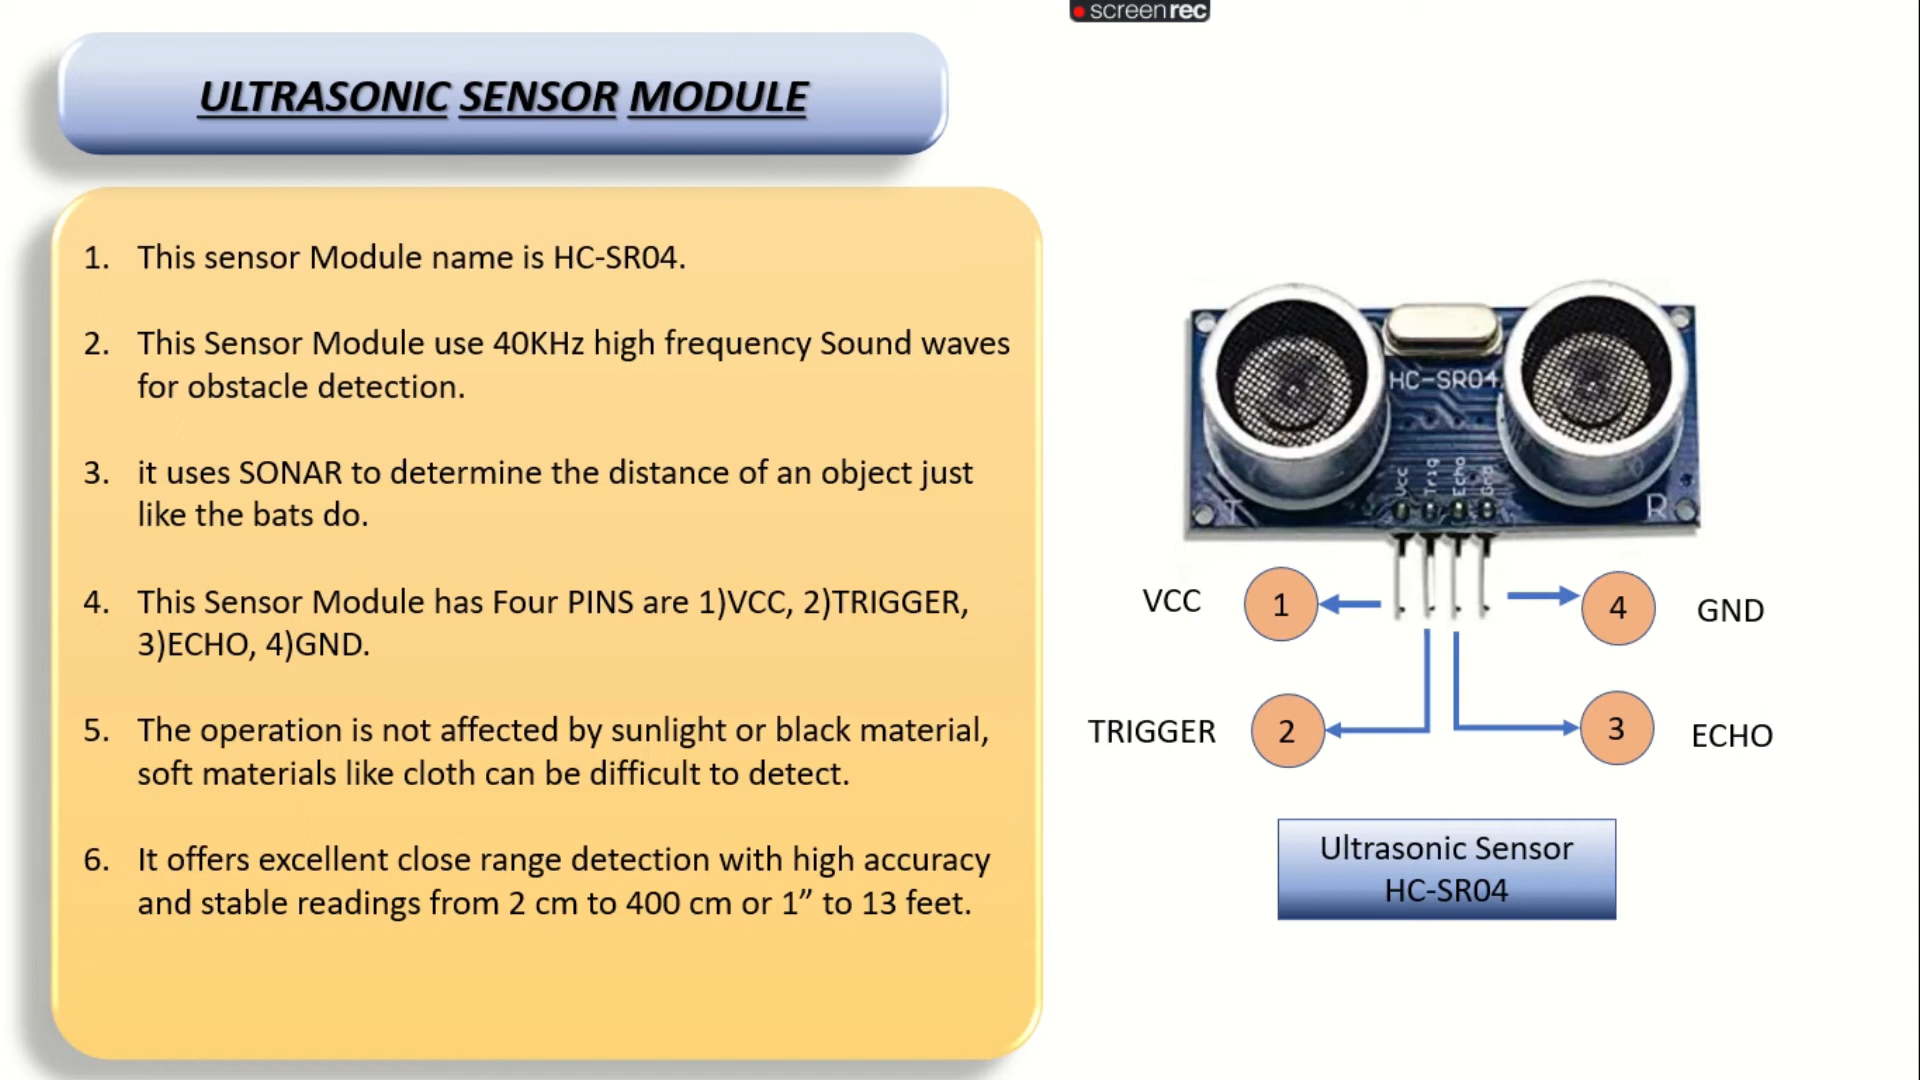 screenrec
ULTRASONIC SENSOR MODULE
1. This sensor Module name is HC-SR04.
2. This Sensor Module use 40KHz high frequency Sound waves
for obstacle detection.
3. it uses SONAR to determine the distance of an object just
like the bats do.
4. This Sensor Module has Four PINS are 1)VCC, 2)TRIGGER,
3)ECHO, 4)GND.
5. The operation is not affected by sunlight or black material,
soft materials like cloth can be difficult to detect.
6. It offers excellent close range detection with high accuracy
and stable readings from 2 cm to 400 cm or 1” to 13 feet.
HC-SR04
Vcc
Trig
Echo
Gnd
T
R
VCC
1
4
GND
TRIGGER
2
3
ECHO
Ultrasonic Sensor
HC-SR04